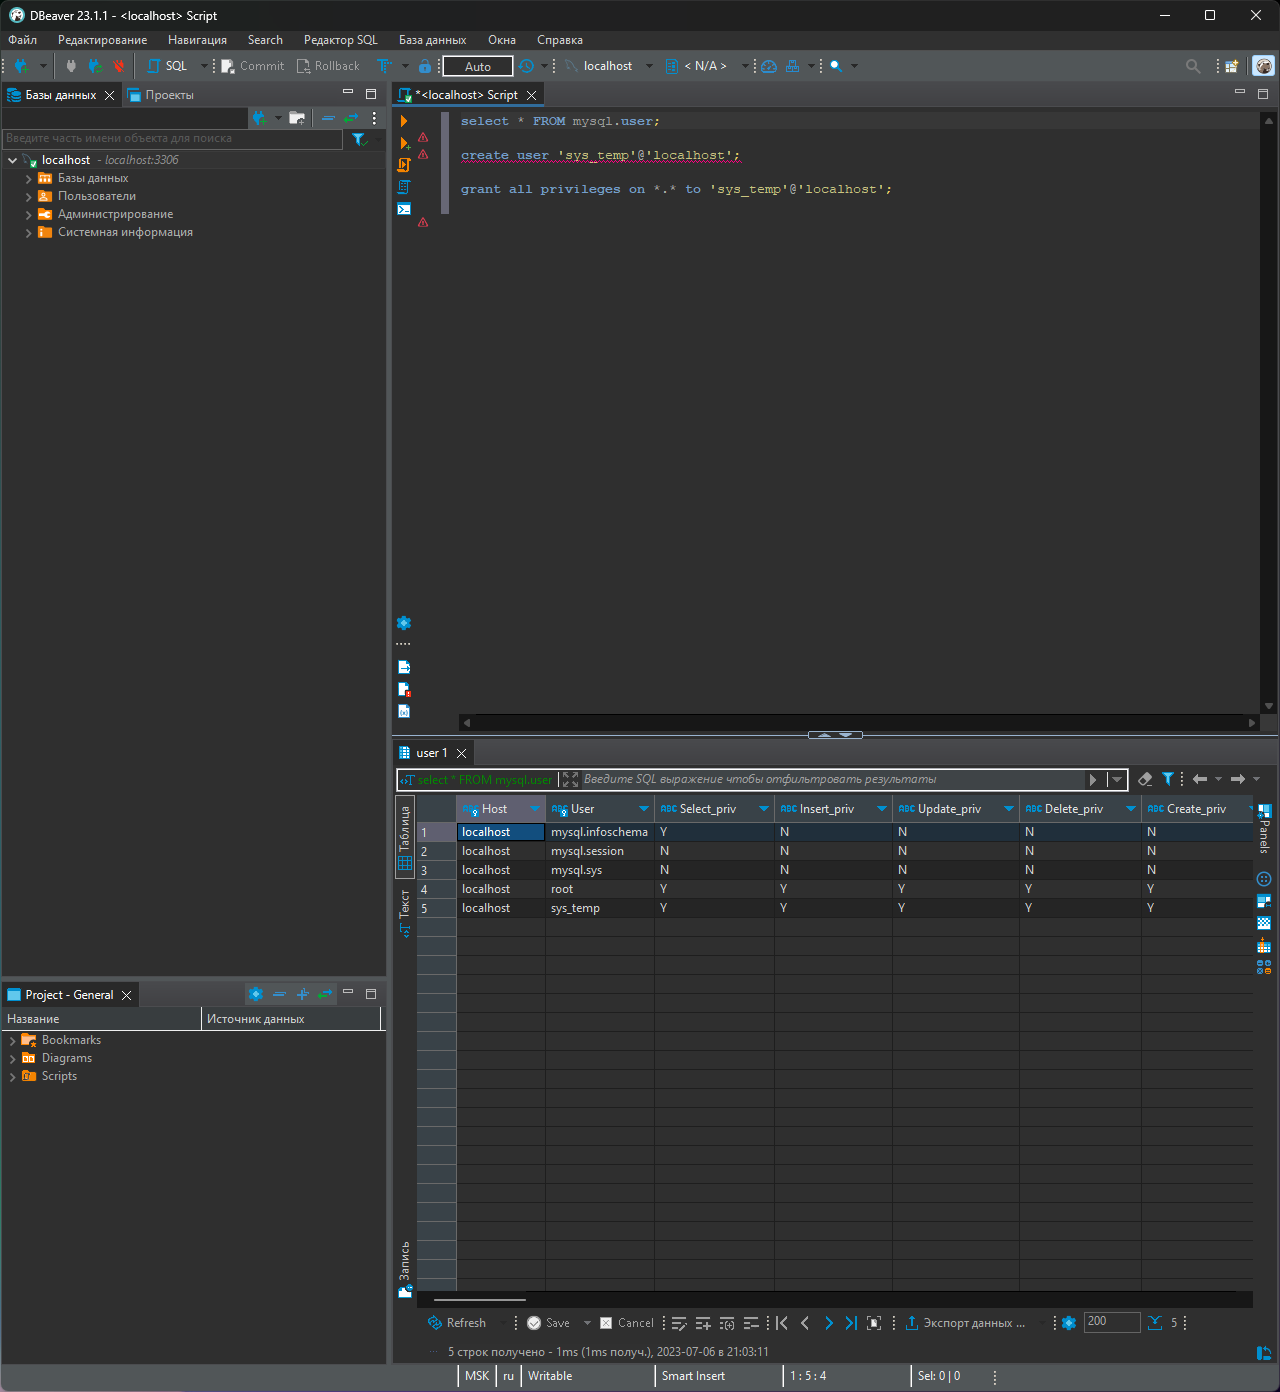 DBeaver 23.1.1 - <localhost> Script
Файл Редактирование Навигация Search Редактор SQL База данных Окна Справка
SQL Commit Rollback Auto localhost < N/A >
Базы данных Проекты
Введите часть имени объекта для поиска
localhost - localhost:3306
Базы данных
Пользователи
Администрирование
Системная информация
*<localhost> Script
select * FROM mysql.user;
create user 'sys_temp'@'localhost';
grant all privileges on *.* to 'sys_temp'@'localhost';
Project - General
Название Источник данных
Bookmarks
Diagrams
Scripts
user 1
select * FROM mysql.user Введите SQL выражение чтобы отфильтровать результаты
Таблица
Текст
Запись
Host User Select_priv Insert_priv Update_priv Delete_priv Create_priv
1 localhost mysql.infoschema Y N N N N
2 localhost mysql.session N N N N N
3 localhost mysql.sys N N N N N
4 localhost root Y Y Y Y Y
5 localhost sys_temp Y Y Y Y Y
Panels
Refresh Save Cancel Экспорт данных ... 200 5
5 строк получено - 1ms (1ms получ.), 2023-07-06 в 21:03:11
MSK ru Writable Smart Insert 1 : 5 : 4 Sel: 0 | 0